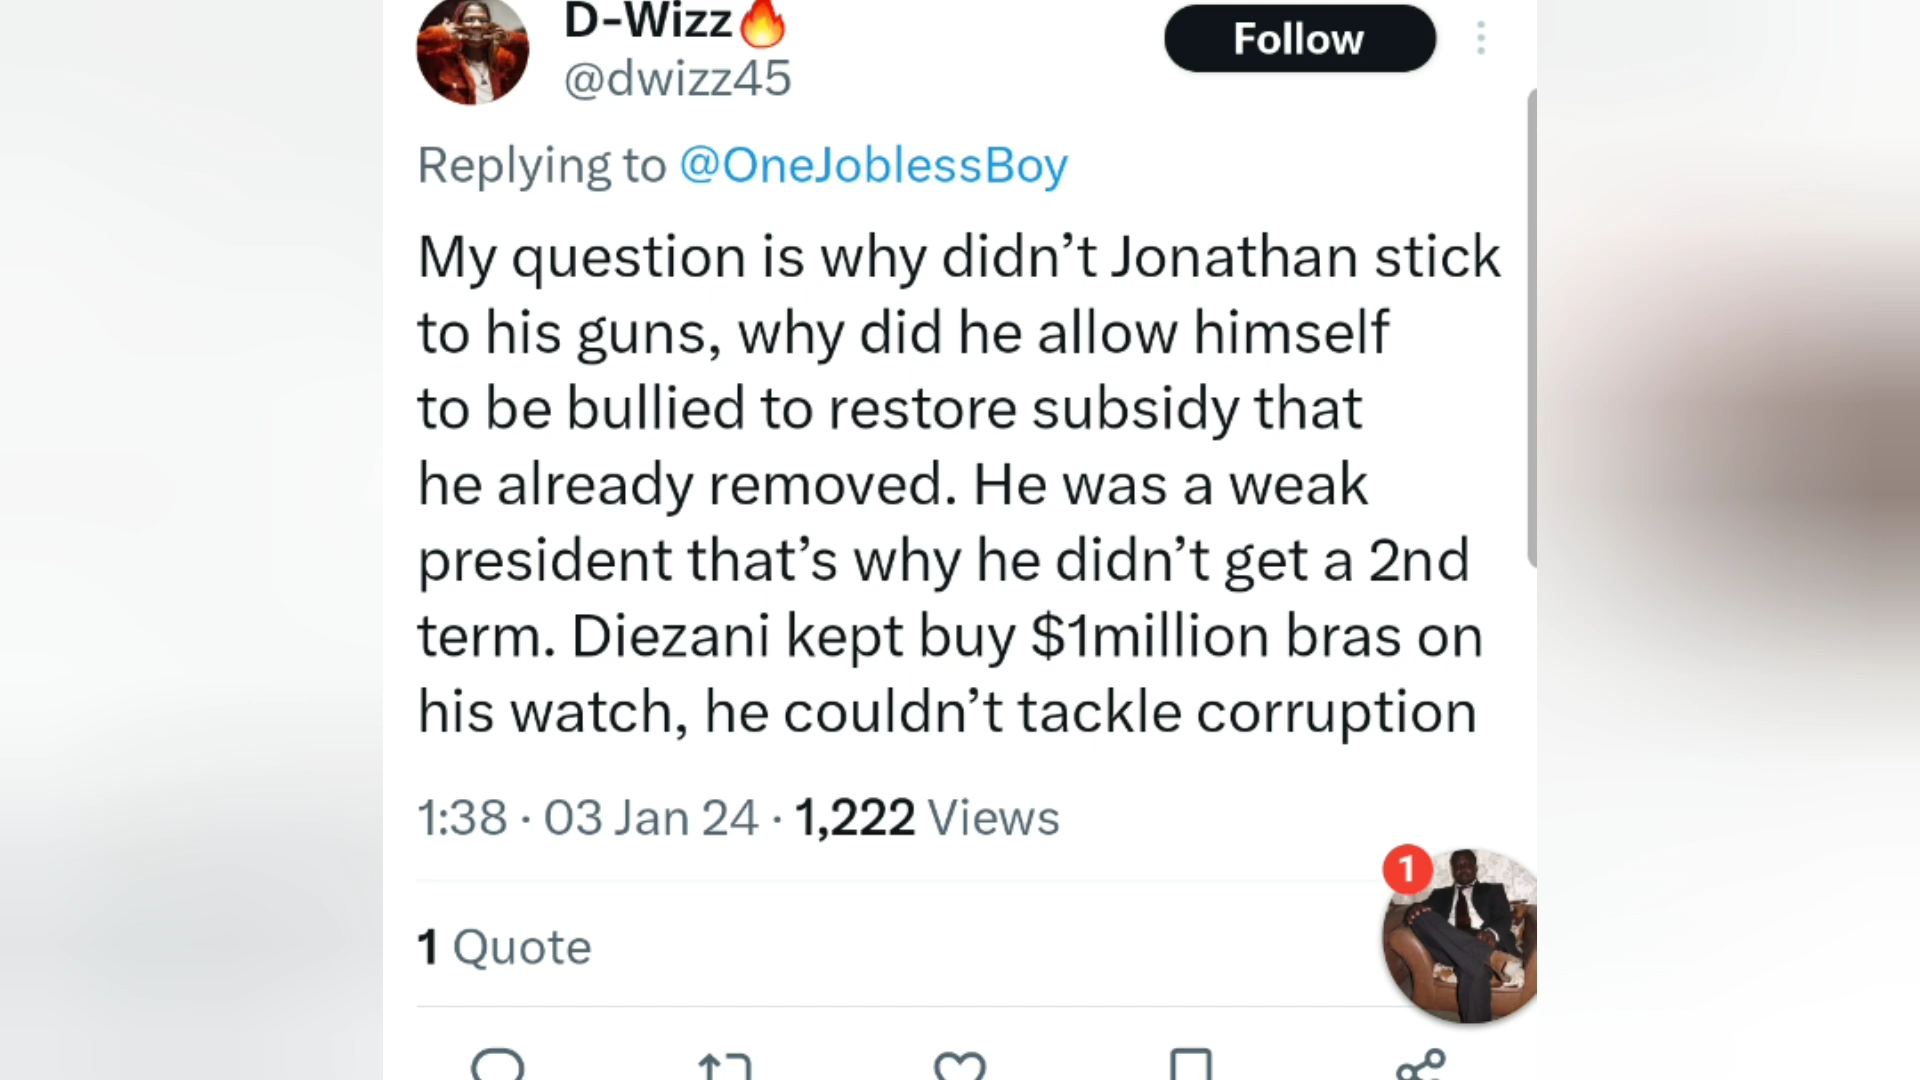 D-Wizz🔥
Follow
@dwizz45
Replying to @OneJoblessBoy
My question is why didn’t Jonathan stick
to his guns, why did he allow himself
to be bullied to restore subsidy that
he already removed. He was a weak
president that’s why he didn’t get a 2nd
term. Diezani kept buy $1million bras on
his watch, he couldn’t tackle corruption
1:38 · 03 Jan 24 · 1,222 Views
1
1 Quote